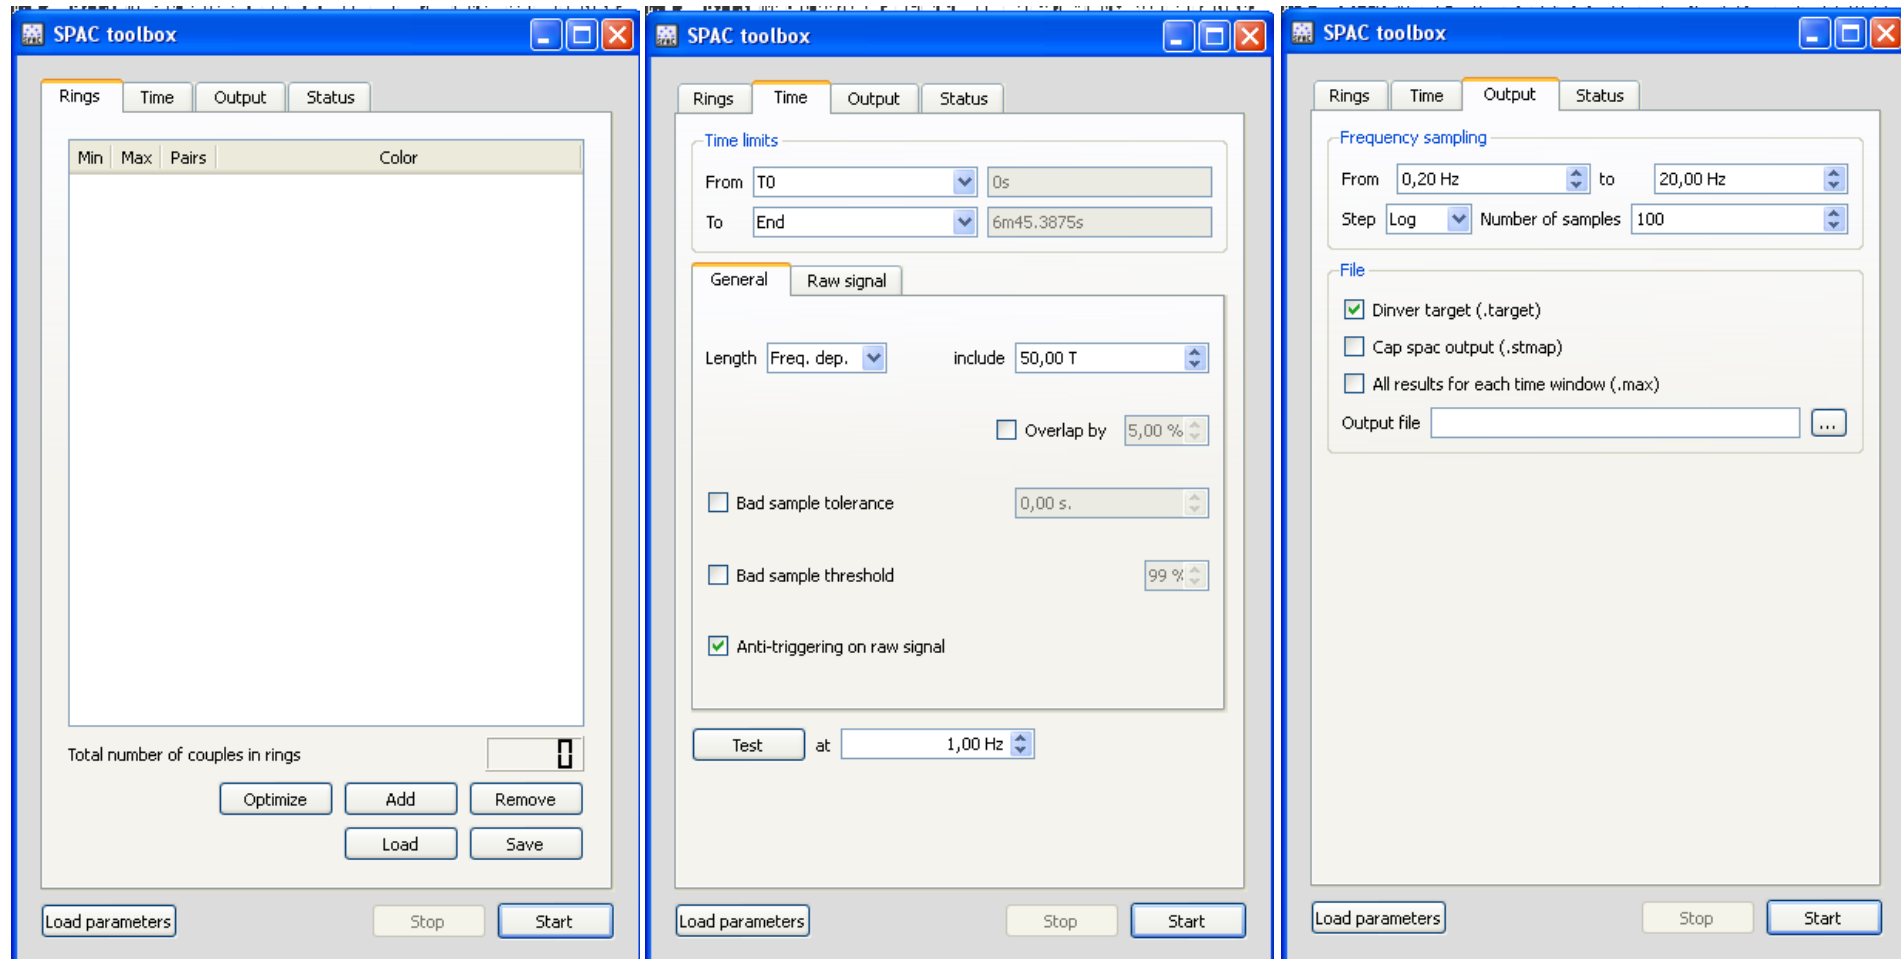 SPAC toolbox
Rings Time Output Status
Min Max Pairs Color
Total number of couples in rings 0
Optimize Add Remove
Load Save
Load parameters Stop Start
SPAC toolbox
Rings Time Output Status
Time limits
From T0 0s
To End 6m45.3875s
General Raw signal
Length Freq. dep. include 50,00 T
Overlap by 5,00 %
Bad sample tolerance 0,00 s.
Bad sample threshold 99 %
Anti-triggering on raw signal
Test at 1,00 Hz
Load parameters Stop Start
SPAC toolbox
Rings Time Output Status
Frequency sampling
From 0,20 Hz to 20,00 Hz
Step Log Number of samples 100
File
Dinver target (.target)
Cap spac output (.stmap)
All results for each time window (.max)
Output file ...
Load parameters Stop Start